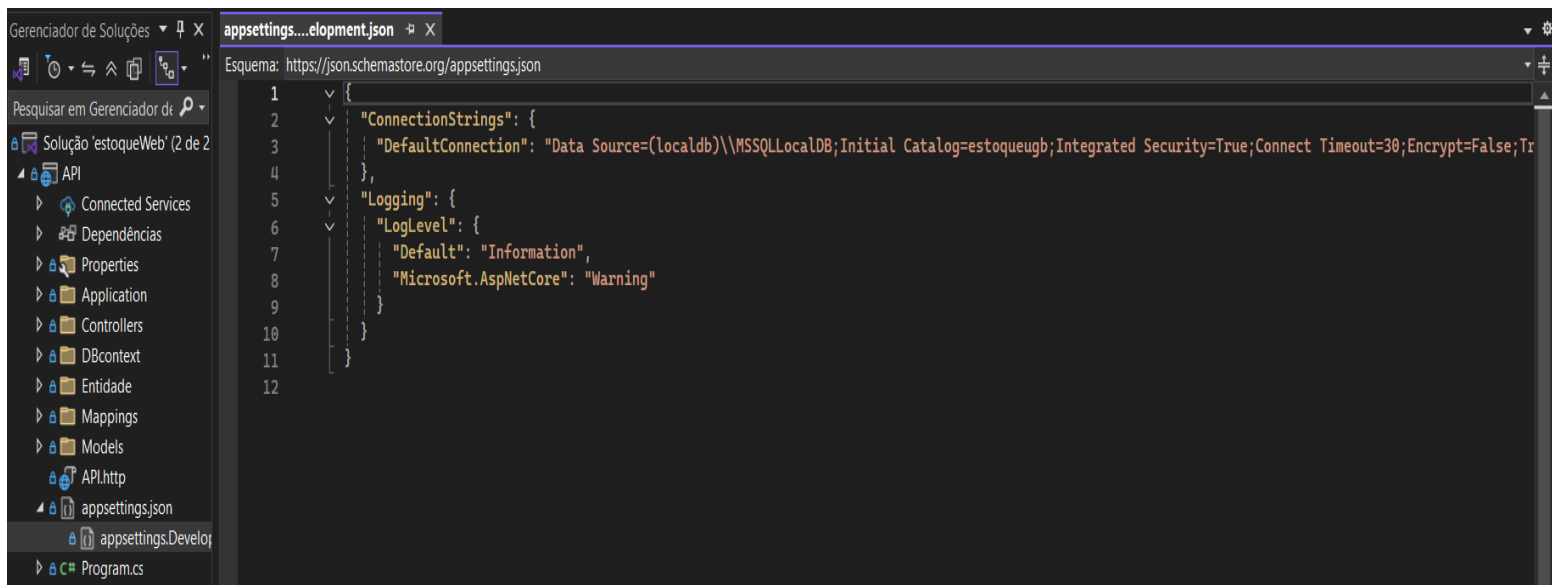 Gerenciador de Soluções
appsettings....elopment.json
Esquema: https://json.schemastore.org/appsettings.json
Pesquisar em Gerenciador de
Solução 'estoqueWeb' (2 de 2
API
Connected Services
Dependências
Properties
Application
Controllers
DBcontext
Entidade
Mappings
Models
API.http
appsettings.json
appsettings.Develop
C# Program.cs
1 {
2 "ConnectionStrings": {
3 "DefaultConnection": "Data Source=(localdb)\\MSSQLLocalDB;Initial Catalog=estoqueugb;Integrated Security=True;Connect Timeout=30;Encrypt=False;Tr
4 },
5 "Logging": {
6 "LogLevel": {
7 "Default": "Information",
8 "Microsoft.AspNetCore": "Warning"
9 }
10 }
11 }
12